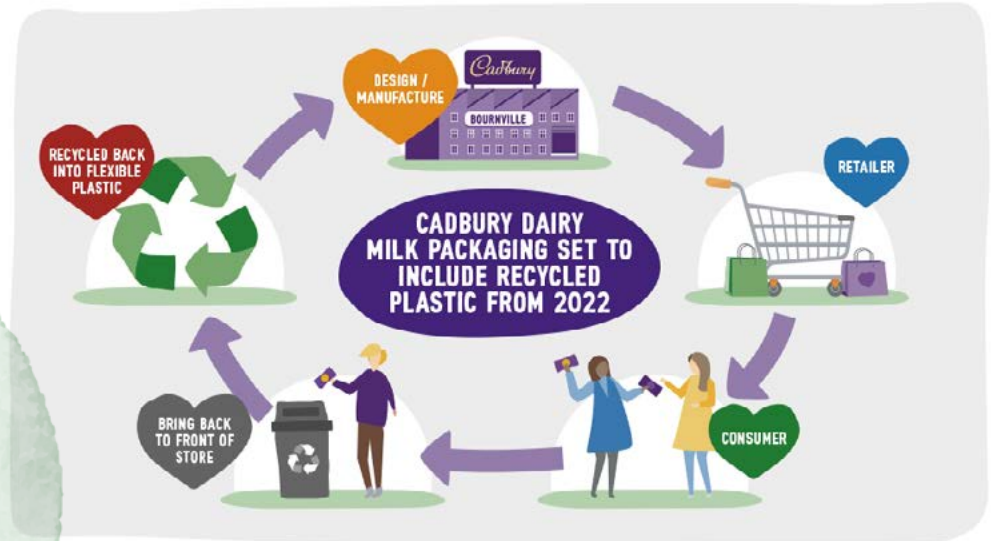 Cadbury
DESIGN /
MANUFACTURE
BOURNVILLE
RETAILER
CONSUMER
BRING BACK
TO FRONT OF
STORE
RECYCLED BACK
INTO FLEXIBLE
PLASTIC
CADBURY DAIRY
MILK PACKAGING SET TO
INCLUDE RECYCLED
PLASTIC FROM 2022